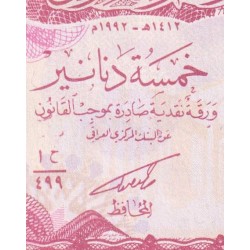 ١٤١٢هـ - ١٩٩٢م
خمسة دنانير
ورقة نقدية صادرة بموجب القانون
عن البنك المركزي العراقي
ح ١
٤٩٩
المحافظ